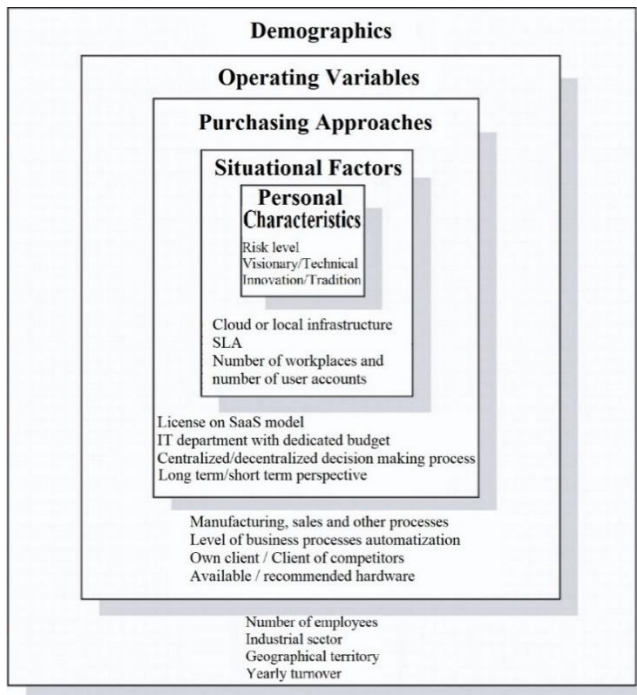 Demographics
Operating Variables
Purchasing Approaches
Situational Factors
Personal
Characteristics
Risk level
Visionary/Technical
Innovation/Tradition
Cloud or local infrastructure
SLA
Number of workplaces and
number of user accounts
License on SaaS model
IT department with dedicated budget
Centralized/decentralized decision making process
Long term/short term perspective
Manufacturing, sales and other processes
Level of business processes automatization
Own client / Client of competitors
Available / recommended hardware
Number of employees
Industrial sector
Geographical territory
Yearly turnover